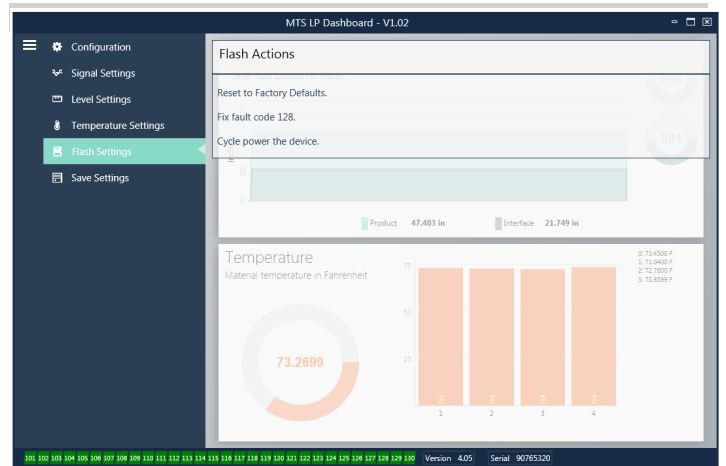 MTS LP Dashboard - V1.02
Configuration
Signal Settings
Level Settings
Temperature Settings
Flash Settings
Save Settings
Flash Actions
Reset to Factory Defaults.
Fix fault code 128.
Cycle power the device.
601
20
0
Product 47.403 in Interface 21.749 in
Temperature
Material temperature in Fahrenheit
73.2699
75
50
25
1 2 3 4
0: 73.4300 F
1: 73.0400 F
2: 72.7600 F
3: 73.8399 F
101 102 103 104 105 106 107 108 109 110 111 112 113 114 115 116 117 118 119 120 121 122 123 124 125 126 127 128 129 130 Version 4.05 Serial 90765320